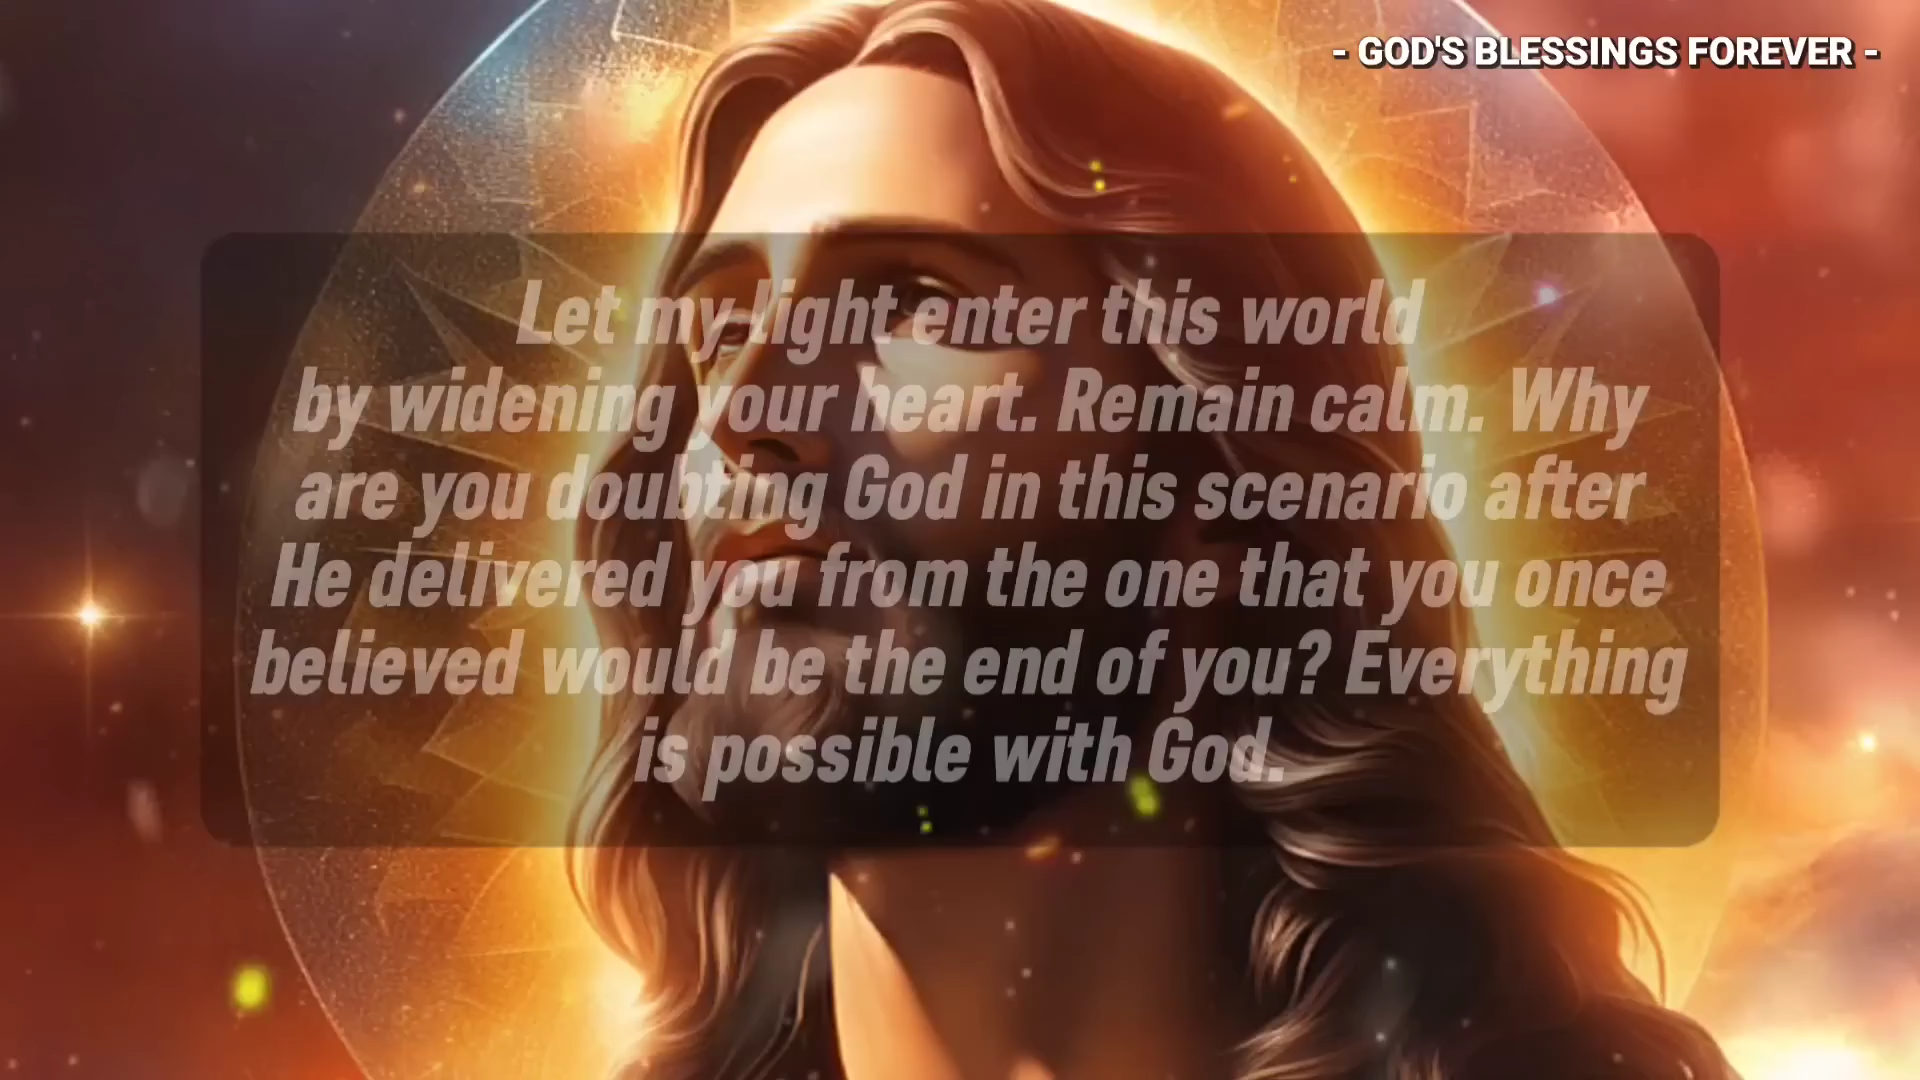 - GOD'S BLESSINGS FOREVER -
Let my light enter this world
by widening your heart. Remain calm. Why
are you doubting God in this scenario after
He delivered you from the one that you once
believed would be the end of you? Everything
is possible with God.